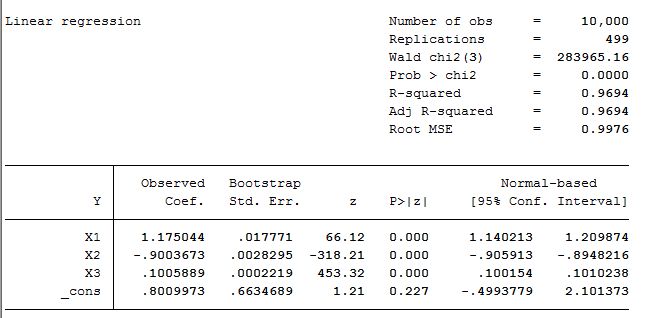 Linear regression Number of obs = 10,000
Replications = 499
Wald chi2(3) = 283965.16
Prob > chi2 = 0.0000
R-squared = 0.9694
Adj R-squared = 0.9694
Root MSE = 0.9976
Observed Bootstrap Normal-based
Y Coef. Std. Err. z P>|z| [95% Conf. Interval]
X1 1.175044 .017771 66.12 0.000 1.140213 1.209874
X2 -.9003673 .0028295 -318.21 0.000 -.905913 -.8948216
X3 .1005889 .0002219 453.32 0.000 .100154 .1010238
_cons .8009973 .6634689 1.21 0.227 -.4993779 2.101373